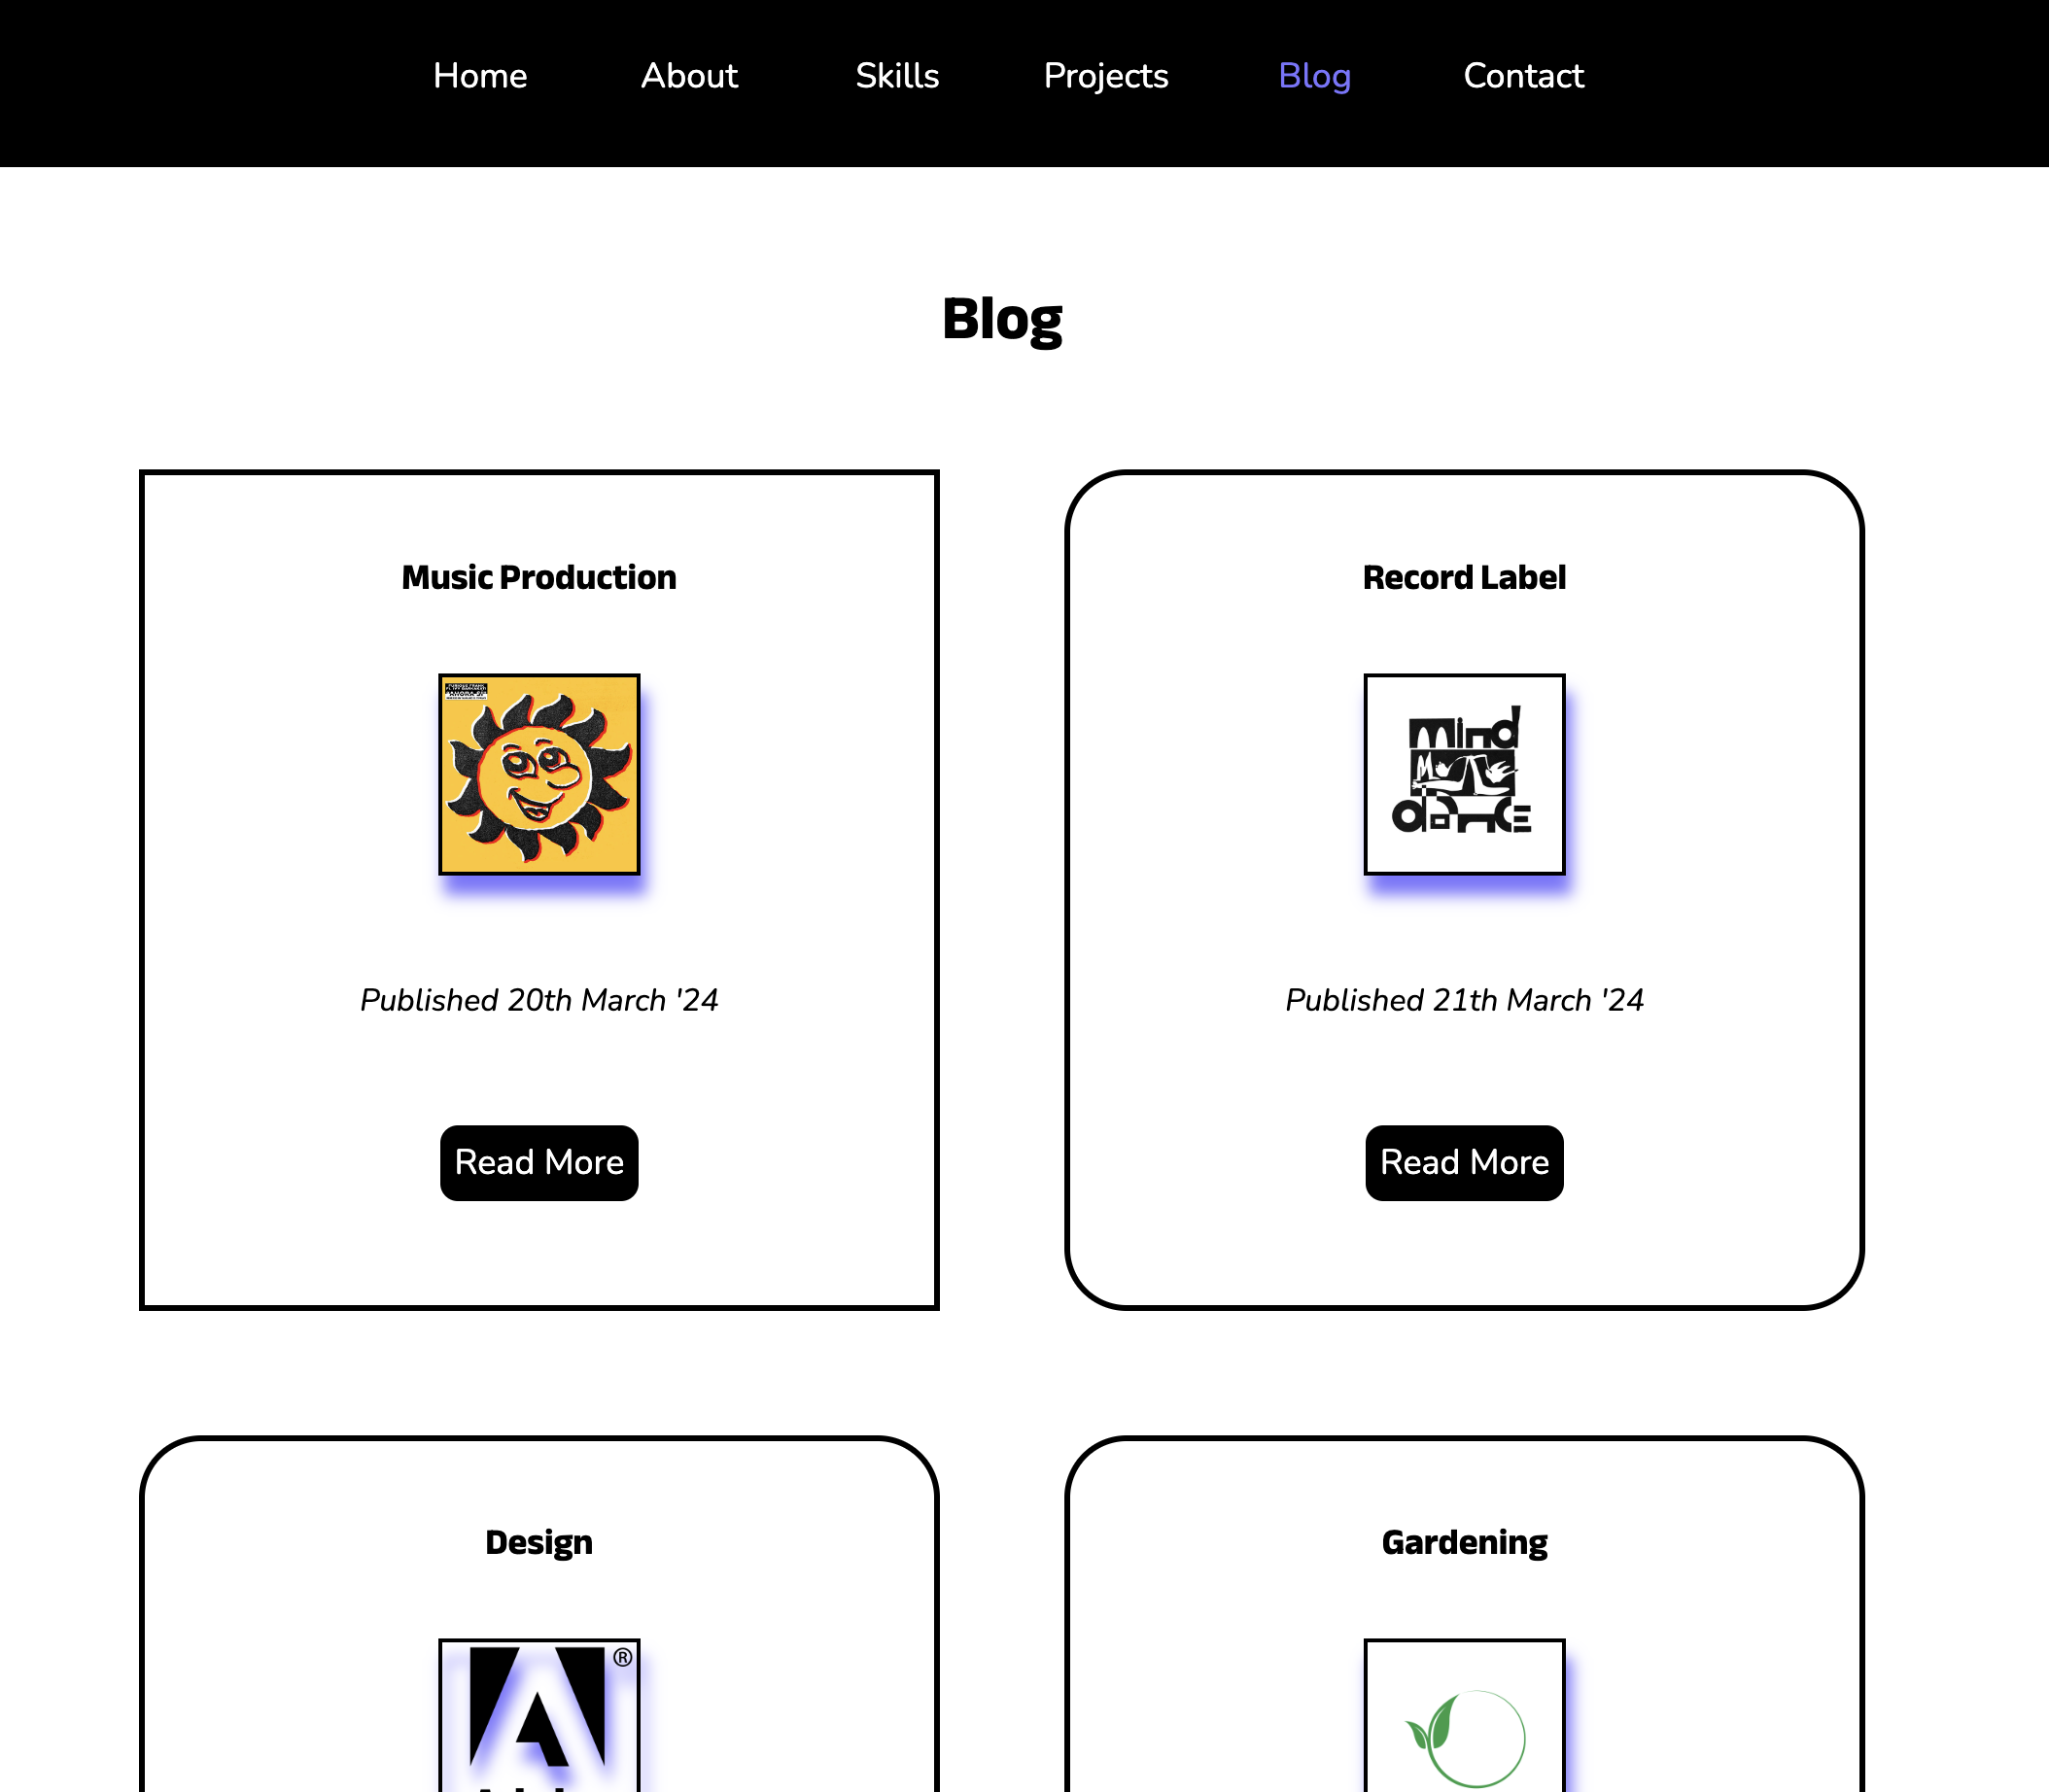 Home About Skills Projects Blog Contact
Blog
Music Production
Record Label
mind
dance
Published 20th March '24
Published 21th March '24
Read More
Read More
Design
Gardening
®